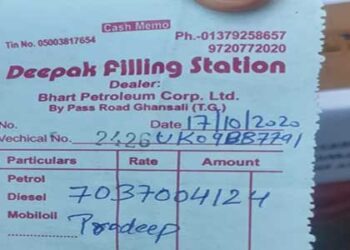 Cash Memo
Tin No. 05003817654
Ph.-01379258657
9720772020
Deepak Filling Station
Dealer:
Bhart Petroleum Corp. Ltd.
By Pass Road Ghansali (T.G.)
No. Date 17/10/2020
Vechical No. 2426 UK09BB7791
Particulars Rate Amount
Petrol
Diesel 7037004124
Mobiloil Pradeep